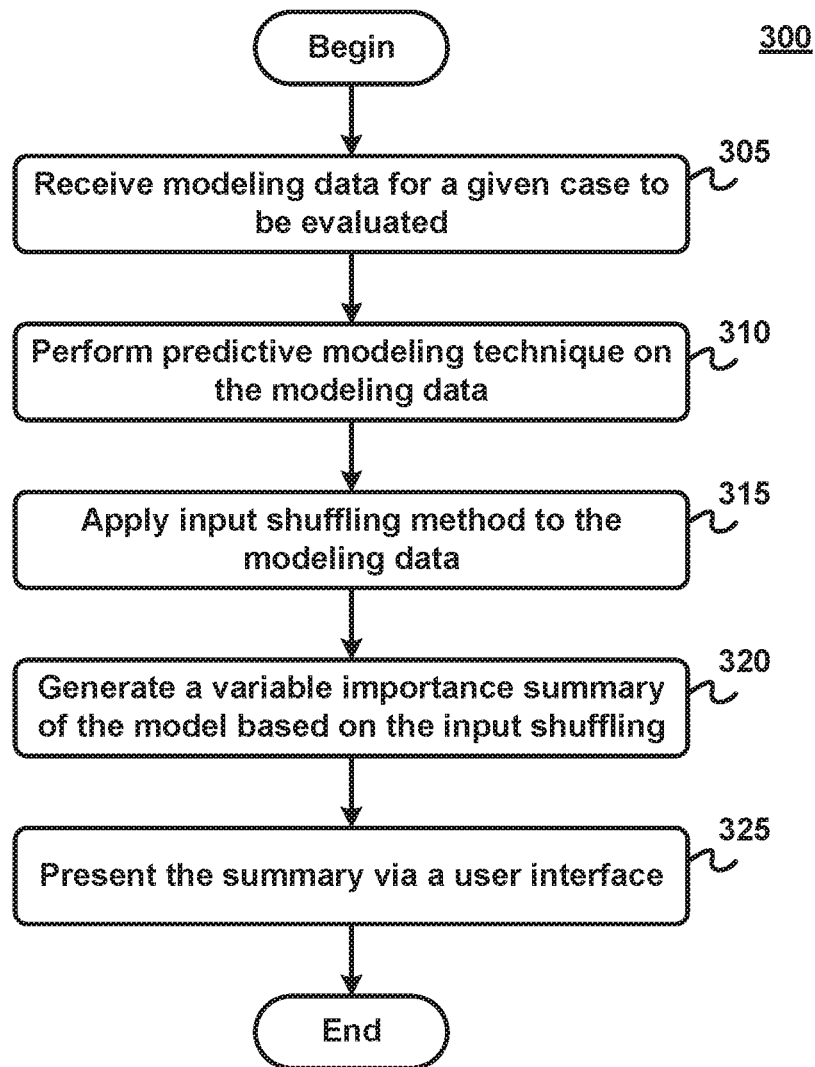 Begin
300
305
Receive modeling data for a given case to
be evaluated
310
Perform predictive modeling technique on
the modeling data
315
Apply input shuffling method to the
modeling data
320
Generate a variable importance summary
of the model based on the input shuffling
325
Present the summary via a user interface
End